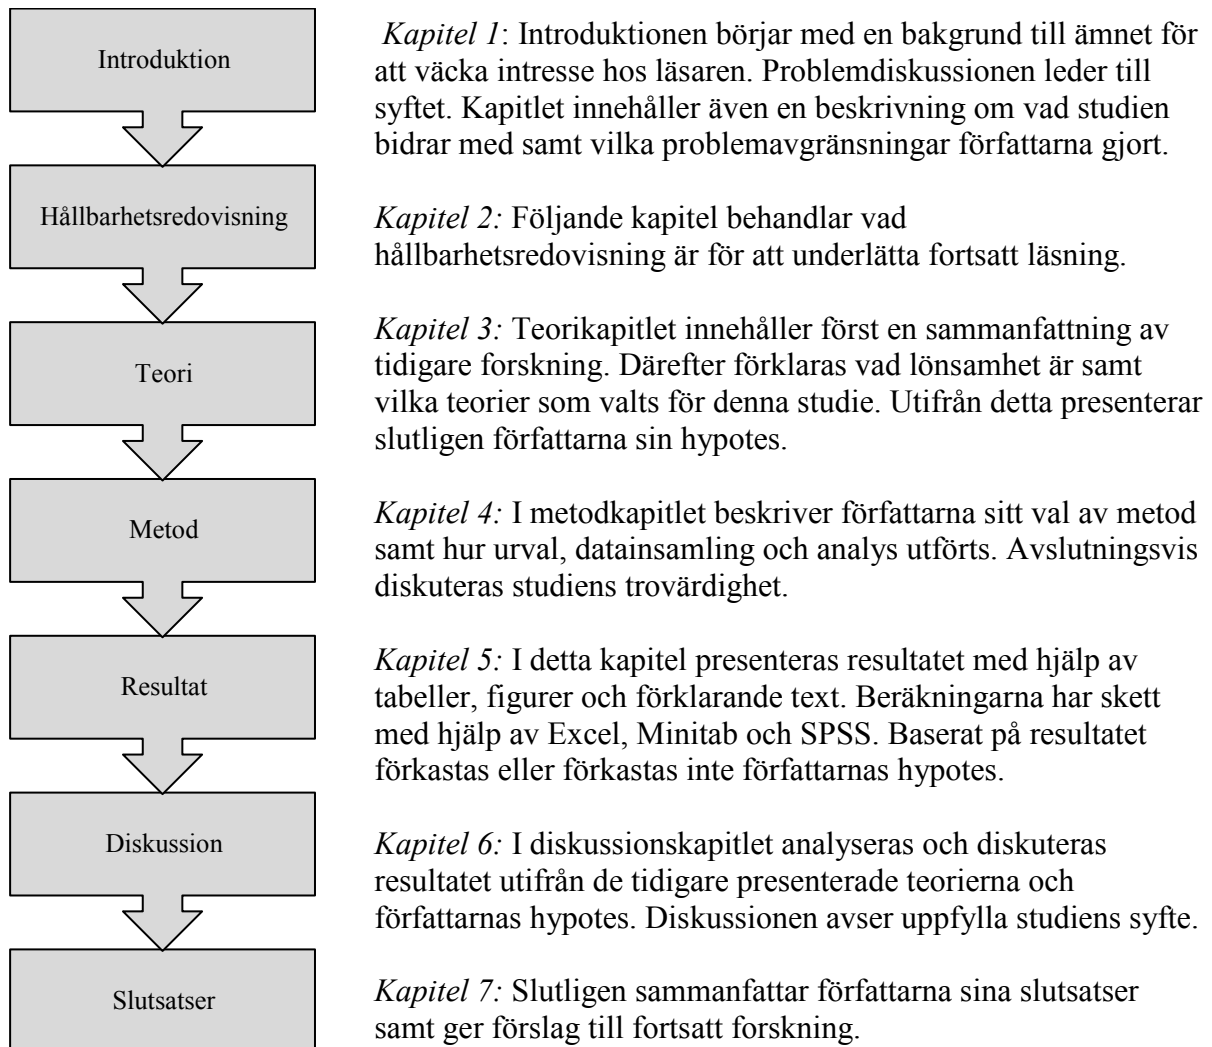 Introduktion
Kapitel 1: Introduktionen börjar med en bakgrund till ämnet för
att väcka intresse hos läsaren. Problemdiskussionen leder till
syftet. Kapitlet innehåller även en beskrivning om vad studien
bidrar med samt vilka problemavgränsningar författarna gjort.
Hållbarhetsredovisning
Kapitel 2: Följande kapitel behandlar vad
hållbarhetsredovisning är för att underlätta fortsatt läsning.
Teori
Kapitel 3: Teorikapitlet innehåller först en sammanfattning av
tidigare forskning. Därefter förklaras vad lönsamhet är samt
vilka teorier som valts för denna studie. Utifrån detta presenterar
slutligen författarna sin hypotes.
Metod
Kapitel 4: I metodkapitlet beskriver författarna sitt val av metod
samt hur urval, datainsamling och analys utförts. Avslutningsvis
diskuteras studiens trovärdighet.
Resultat
Kapitel 5: I detta kapitel presenteras resultatet med hjälp av
tabeller, figurer och förklarande text. Beräkningarna har skett
med hjälp av Excel, Minitab och SPSS. Baserat på resultatet
förkastas eller förkastas inte författarnas hypotes.
Diskussion
Kapitel 6: I diskussionskapitlet analyseras och diskuteras
resultatet utifrån de tidigare presenterade teorierna och
författarnas hypotes. Diskussionen avser uppfylla studiens syfte.
Slutsatser
Kapitel 7: Slutligen sammanfattar författarna sina slutsatser
samt ger förslag till fortsatt forskning.